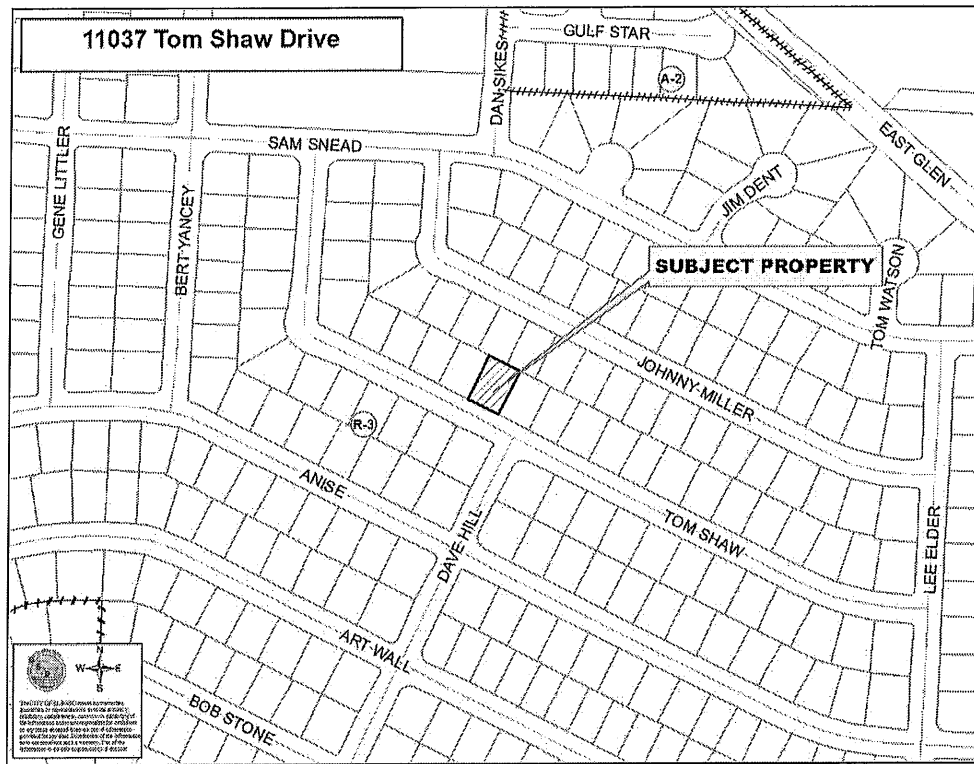 11037 Tom Shaw Drive
GULF STAR
A-2
DAN SIKES
EAST GLEN
SAM SNEAD
GENE LITTLER
BERT YANCEY
JIM DENT
SUBJECT PROPERTY
TOM WATSON
JOHNNY MILLER
R-3
ANISE
TOM SHAW
DAVE HILL
LEE ELDER
ART WALL
BOB STONE
N
W E
S